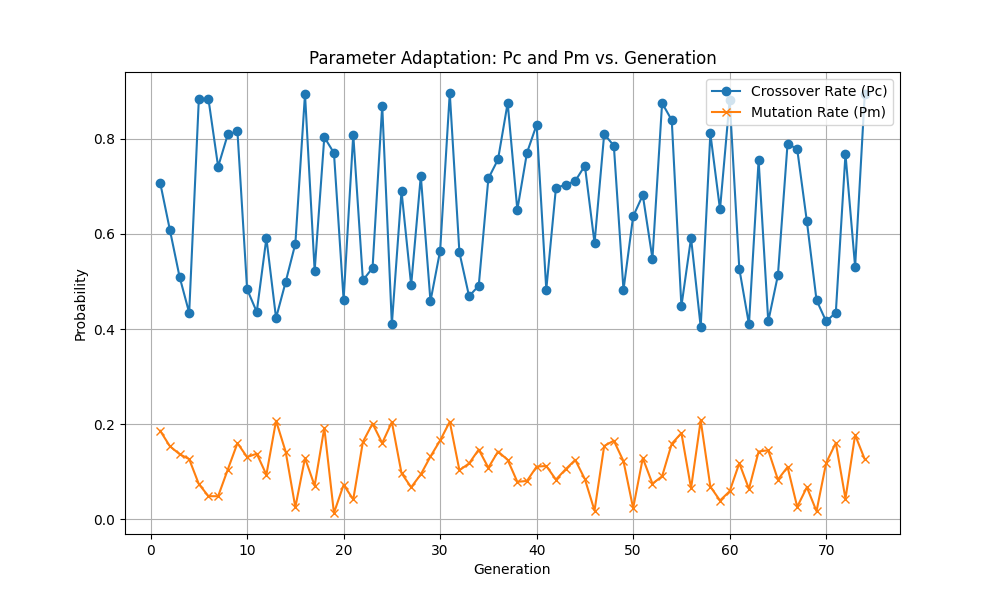 Parameter Adaptation: Pc and Pm vs. Generation
Crossover Rate (Pc)
Mutation Rate (Pm)
Probability
0.8
0.6
0.4
0.2
0.0
0 10 20 30 40 50 60 70
Generation